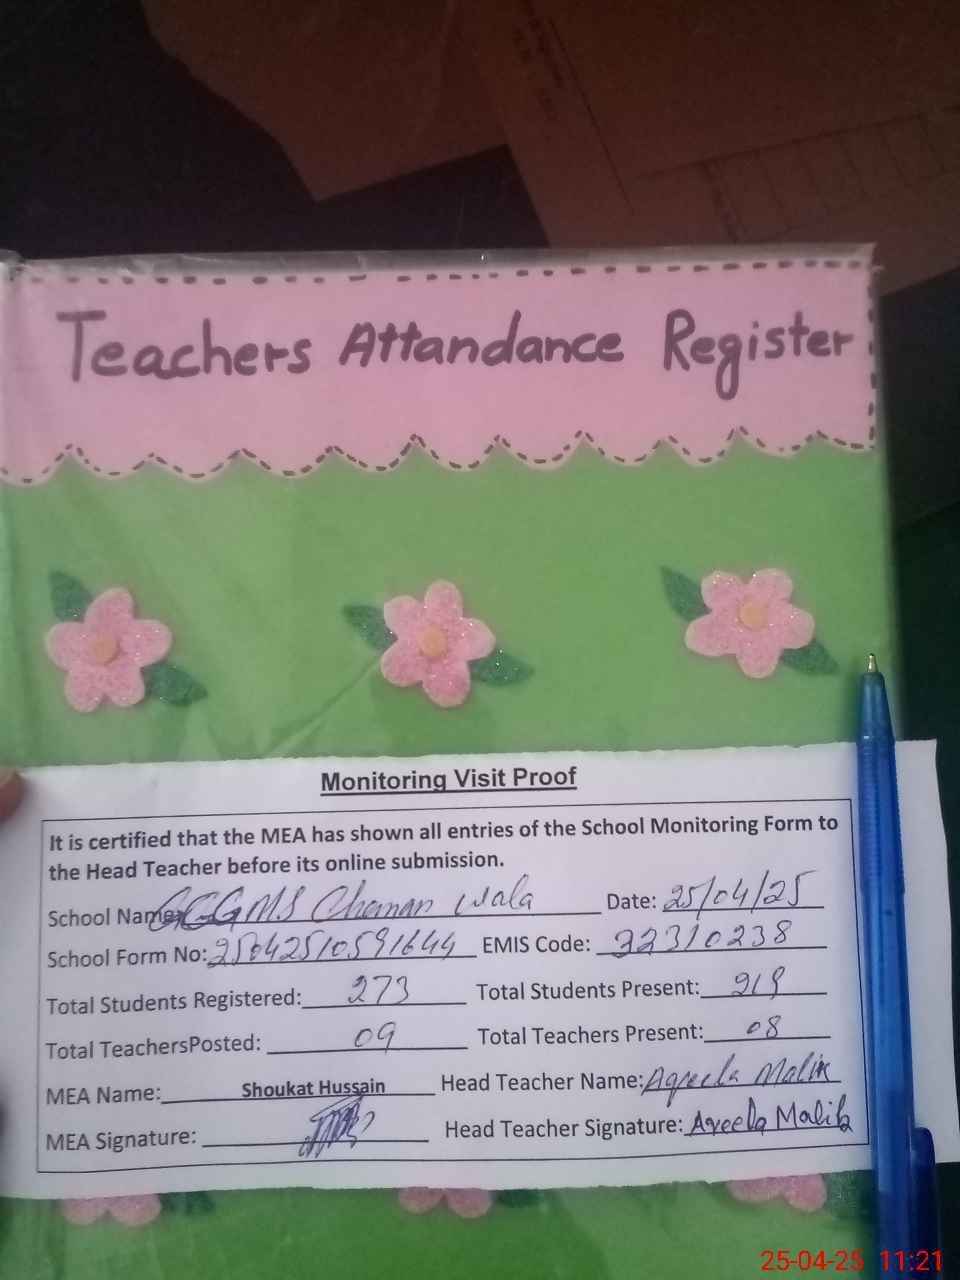 Teachers Attandance Register
Monitoring Visit Proof
It is certified that the MEA has shown all entries of the School Monitoring Form to
the Head Teacher before its online submission.
School Name: GGMS Chaman wala Date: 25/04/25
School Form No: 25042510591644 EMIS Code: 32310238
Total Students Registered: 273 Total Students Present: 219
Total TeachersPosted: 09 Total Teachers Present: 08
MEA Name: Shoukat Hussain Head Teacher Name: Aqeela Malik
MEA Signature: Head Teacher Signature: Aqeela Malik
25-04-25 11:21